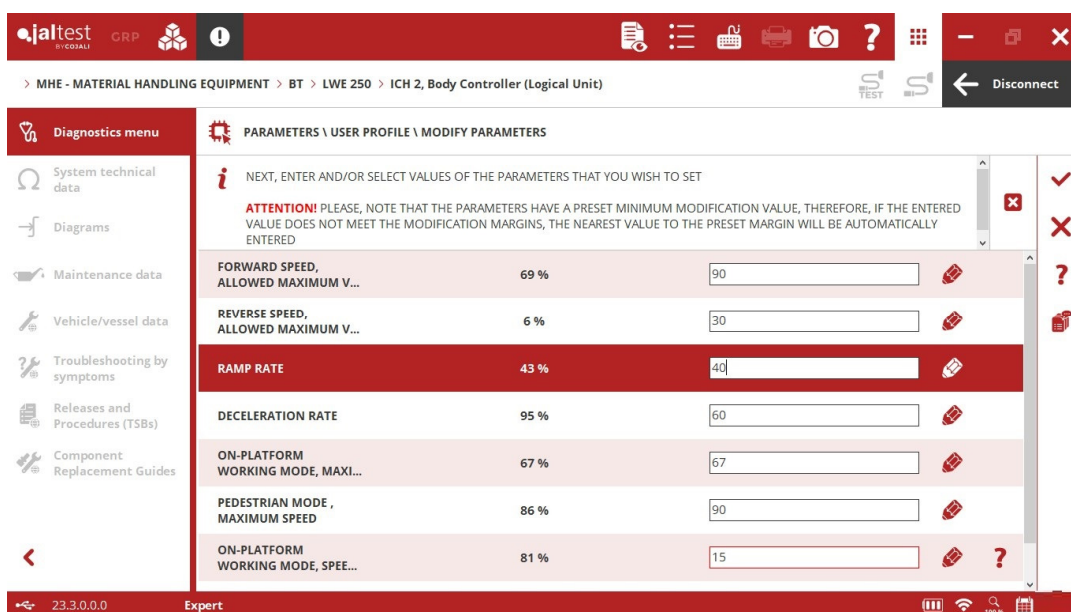 jaltest GRP
BY COJALI
> MHE - MATERIAL HANDLING EQUIPMENT > BT > LWE 250 > ICH 2, Body Controller (Logical Unit)
TEST
Disconnect
Diagnostics menu
System technical
data
Diagrams
Maintenance data
Vehicle/vessel data
Troubleshooting by
symptoms
Releases and
Procedures (TSBs)
Component
Replacement Guides
PARAMETERS \ USER PROFILE \ MODIFY PARAMETERS
NEXT, ENTER AND/OR SELECT VALUES OF THE PARAMETERS THAT YOU WISH TO SET
ATTENTION! PLEASE, NOTE THAT THE PARAMETERS HAVE A PRESET MINIMUM MODIFICATION VALUE, THEREFORE, IF THE ENTERED
VALUE DOES NOT MEET THE MODIFICATION MARGINS, THE NEAREST VALUE TO THE PRESET MARGIN WILL BE AUTOMATICALLY
ENTERED
FORWARD SPEED,
ALLOWED MAXIMUM V... 69 % 90
REVERSE SPEED,
ALLOWED MAXIMUM V... 6 % 30
RAMP RATE 43 % 40
DECELERATION RATE 95 % 60
ON-PLATFORM
WORKING MODE, MAXI... 67 % 67
PEDESTRIAN MODE ,
MAXIMUM SPEED 86 % 90
ON-PLATFORM
WORKING MODE, SPEE... 81 % 15 ?
23.3.0.0.0 Expert 100 %